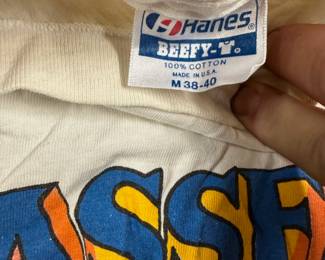 Hanes
BEEFY-T®
100% COTTON
MADE IN U.S.A.
M 38-40